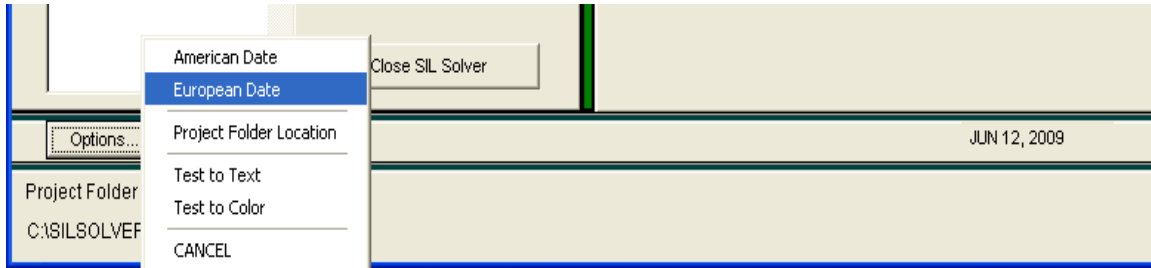 American Date
European Date
Close SIL Solver
Project Folder Location
Options...
JUN 12, 2009
Test to Text
Test to Color
CANCEL
Project Folder
C:\SILSOLVER